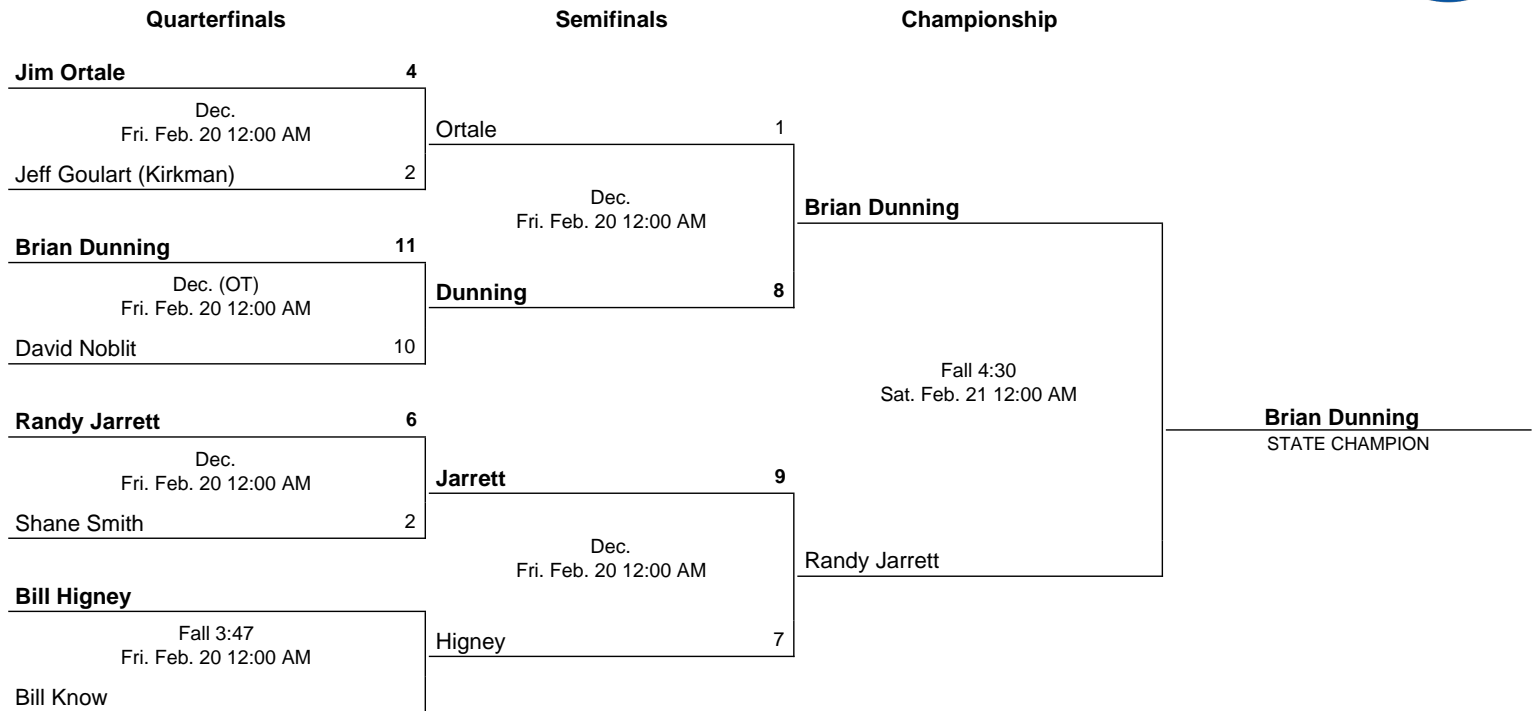 Quarterfinals Semifinals Championship
Jim Ortale 4
Dec.
Fri. Feb. 20 12:00 AM
Jeff Goulart (Kirkman) 2
Ortale 1
Dec.
Fri. Feb. 20 12:00 AM
Dunning 8
Brian Dunning 11
Dec. (OT)
Fri. Feb. 20 12:00 AM
David Noblit 10
Brian Dunning
Fall 4:30
Sat. Feb. 21 12:00 AM
Randy Jarrett
Brian Dunning
STATE CHAMPION
Randy Jarrett 6
Dec.
Fri. Feb. 20 12:00 AM
Shane Smith 2
Jarrett 9
Dec.
Fri. Feb. 20 12:00 AM
Higney 7
Bill Higney
Fall 3:47
Fri. Feb. 20 12:00 AM
Bill Know